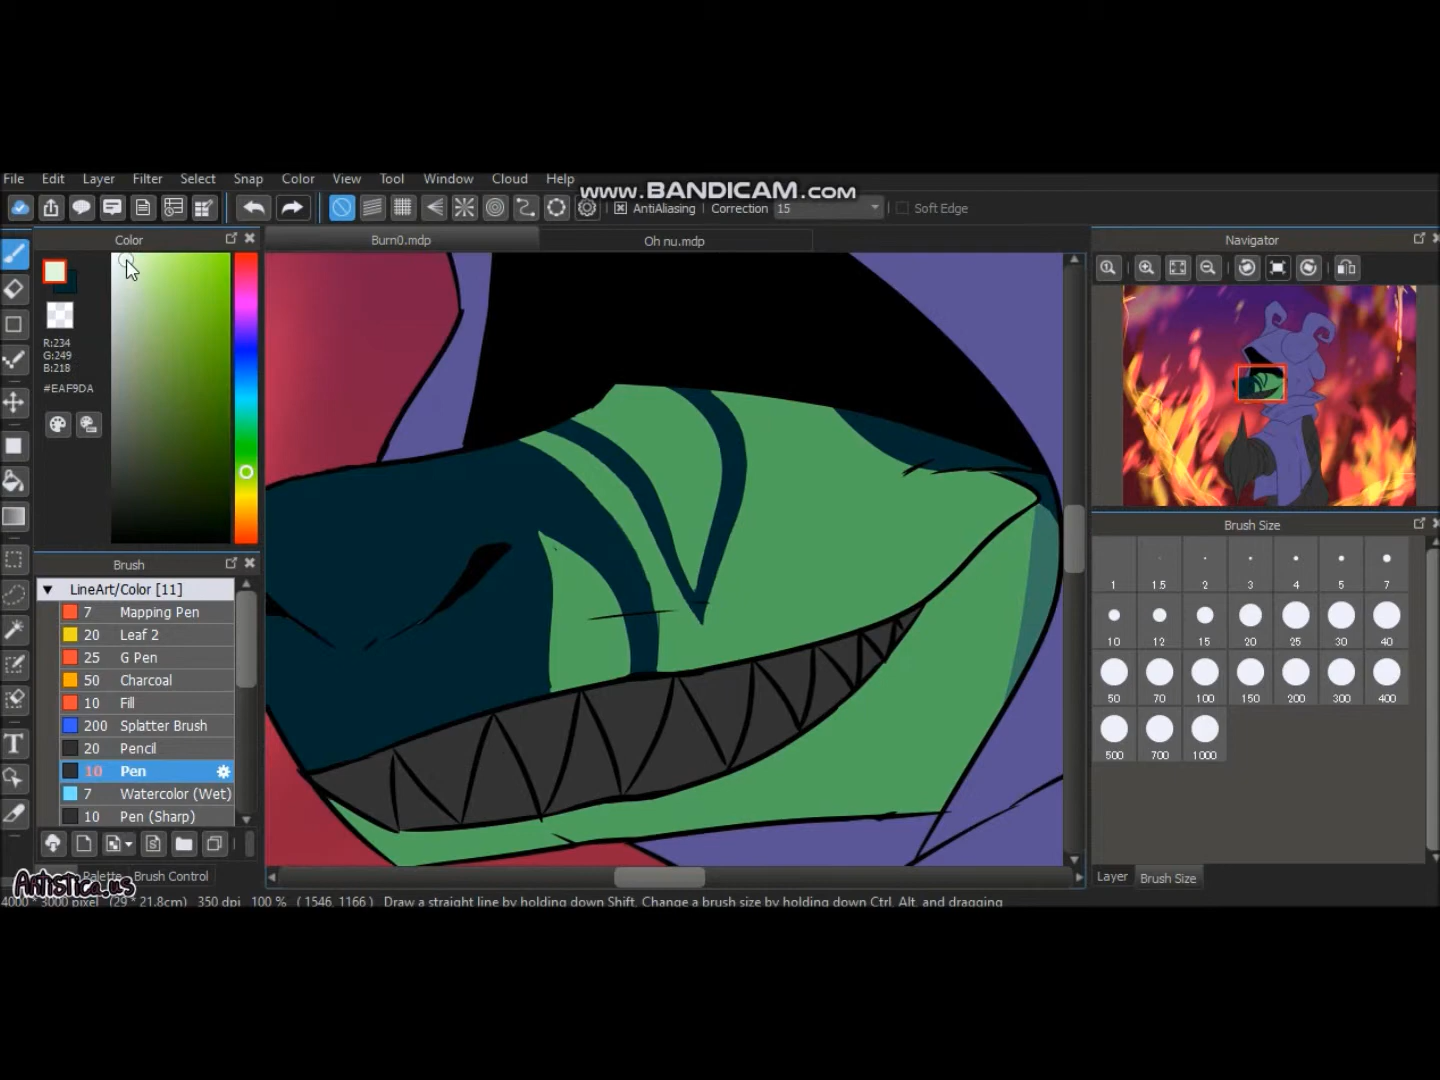 File Edit Layer Filter Select Snap Color View Tool Window Cloud Help
www.BANDICAM.com
AntiAliasing Correction 15 Soft Edge
Color
Burn0.mdp
Oh nu.mdp
Navigator
R:234
G:249
B:218
#EAF9DA
Brush
LineArt/Color [11]
7 Mapping Pen
20 Leaf 2
25 G Pen
50 Charcoal
10 Fill
200 Splatter Brush
20 Pencil
10 Pen
7 Watercolor (Wet)
10 Pen (Sharp)
Brush Size
1 1.5 2 3 4 5 7
10 12 15 20 25 30 40
50 70 100 150 200 300 400
500 700 1000
Palette Brush Control
Artistica.us
Layer Brush Size
4000 * 3000 pixel (29 * 21.8cm) 350 dpi 100 % ( 1546, 1166 ) Draw a straight line by holding down Shift, Change a brush size by holding down Ctrl, Alt, and dragging